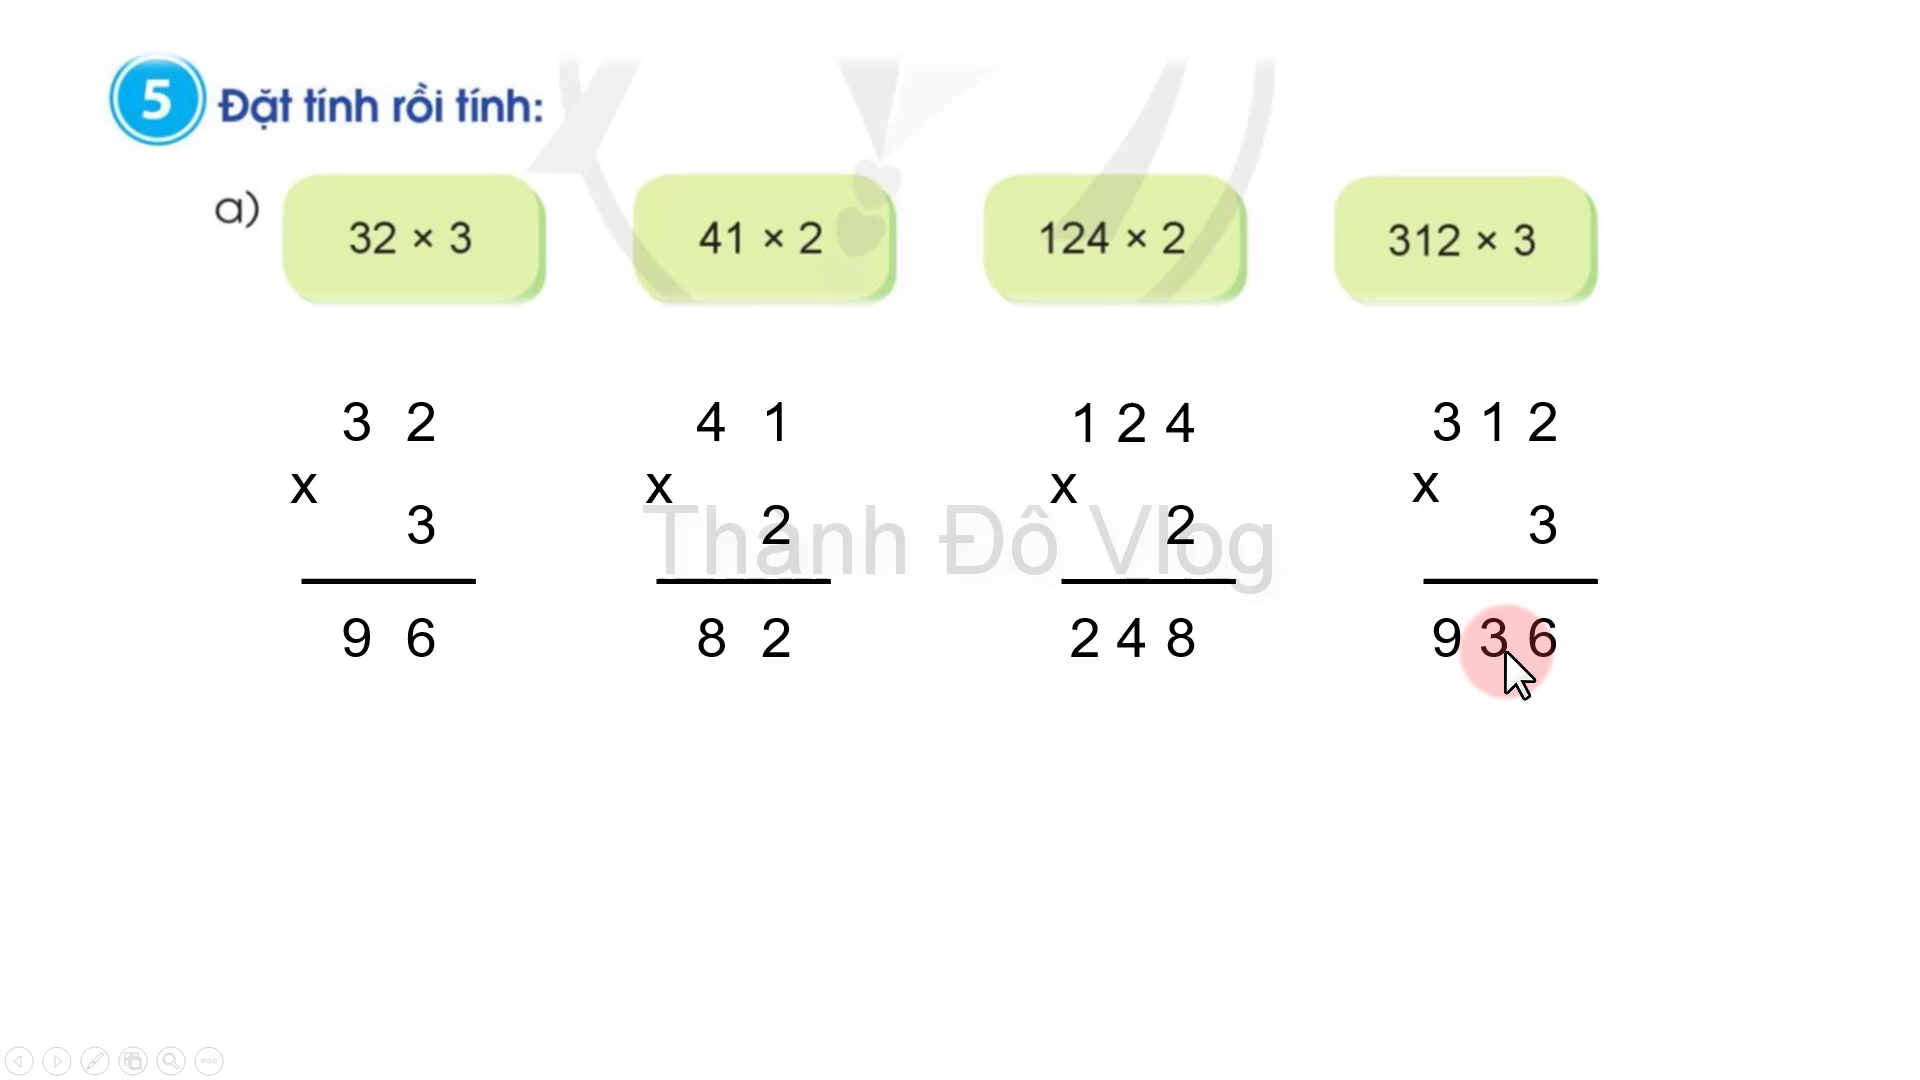 5 Đặt tính rồi tính:
a) 32 × 3 41 × 2 124 × 2 312 × 3
3 2 4 1 1 2 4 3 1 2
x x x x
3 2 2 3
Thành Đô Vlog
9 6 8 2 2 4 8 9 3 6